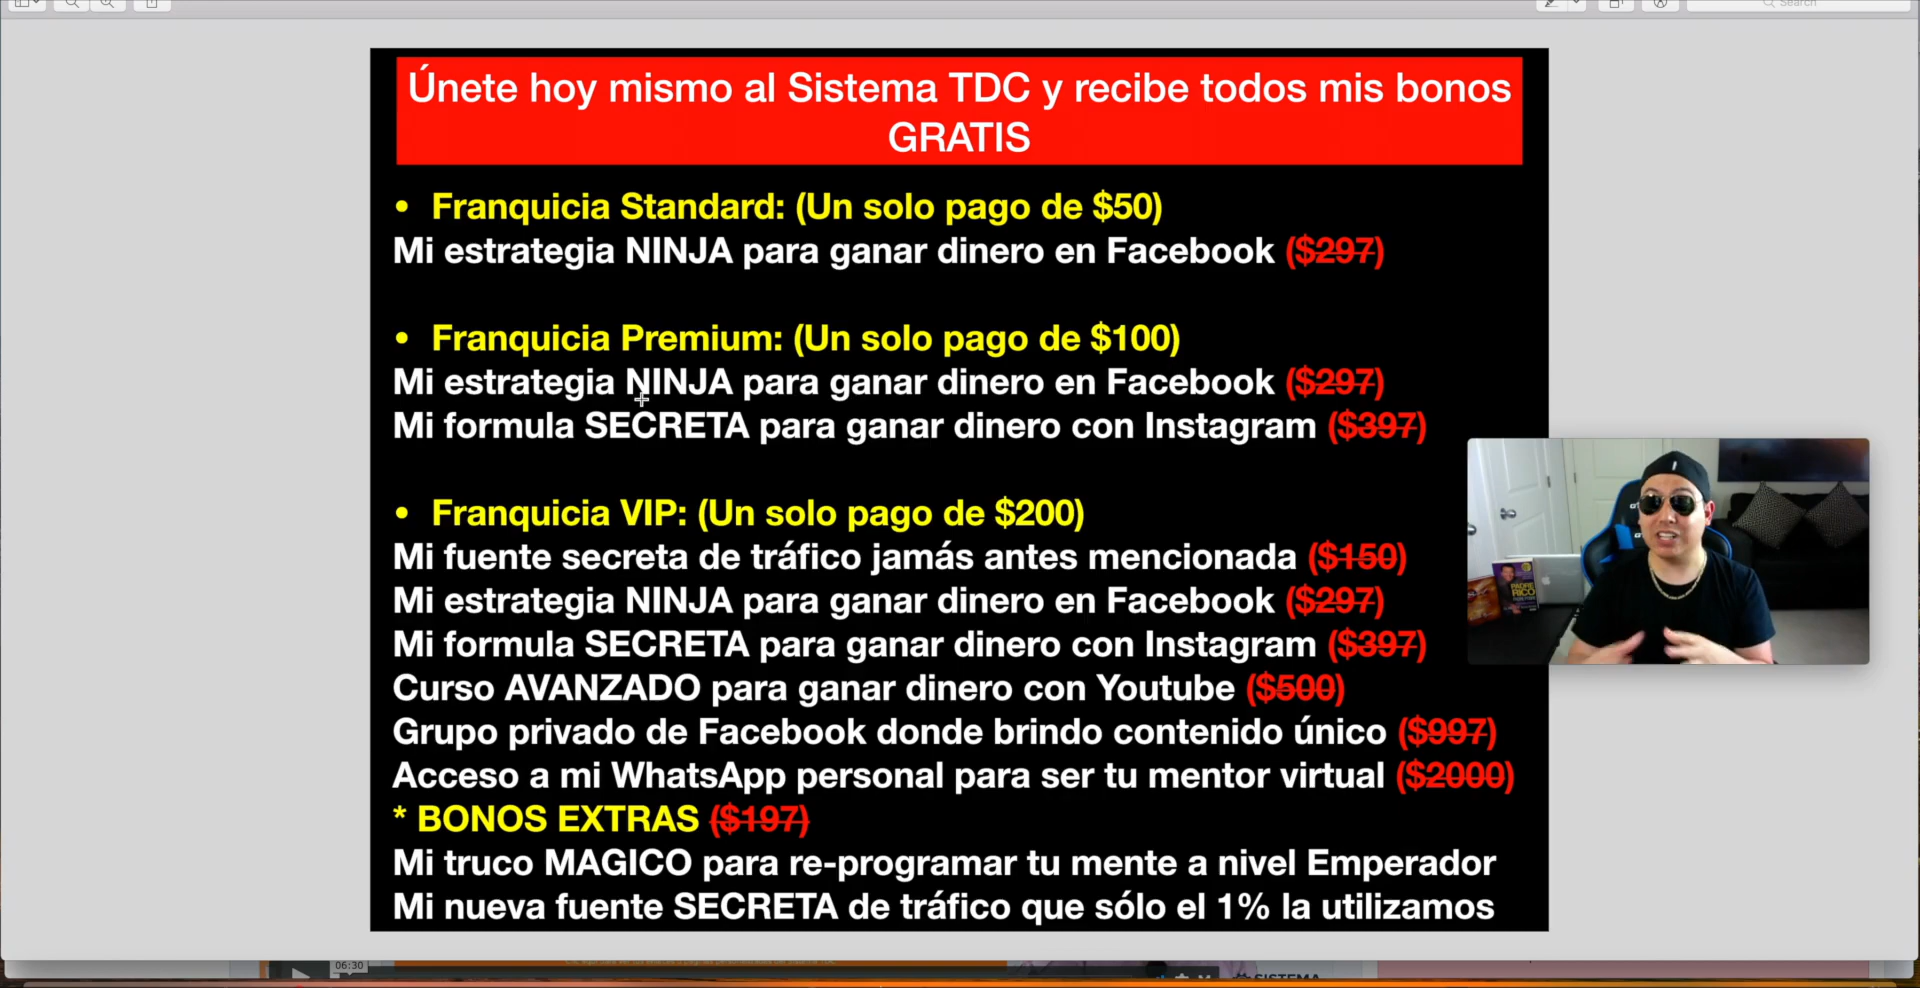 Search
Únete hoy mismo al Sistema TDC y recibe todos mis bonos
GRATIS
• Franquicia Standard: (Un solo pago de $50)
Mi estrategia NINJA para ganar dinero en Facebook ($297)
• Franquicia Premium: (Un solo pago de $100)
Mi estrategia NINJA para ganar dinero en Facebook ($297)
Mi formula SECRETA para ganar dinero con Instagram ($397)
• Franquicia VIP: (Un solo pago de $200)
Mi fuente secreta de tráfico jamás antes mencionada ($150)
Mi estrategia NINJA para ganar dinero en Facebook ($297)
Mi formula SECRETA para ganar dinero con Instagram ($397)
Curso AVANZADO para ganar dinero con Youtube ($500)
Grupo privado de Facebook donde brindo contenido único ($997)
Acceso a mi WhatsApp personal para ser tu mentor virtual ($2000)
* BONOS EXTRAS ($197)
Mi truco MAGICO para re-programar tu mente a nivel Emperador
Mi nueva fuente SECRETA de tráfico que sólo el 1% la utilizamos
PADRE
RICO
06:30
SISTEMA